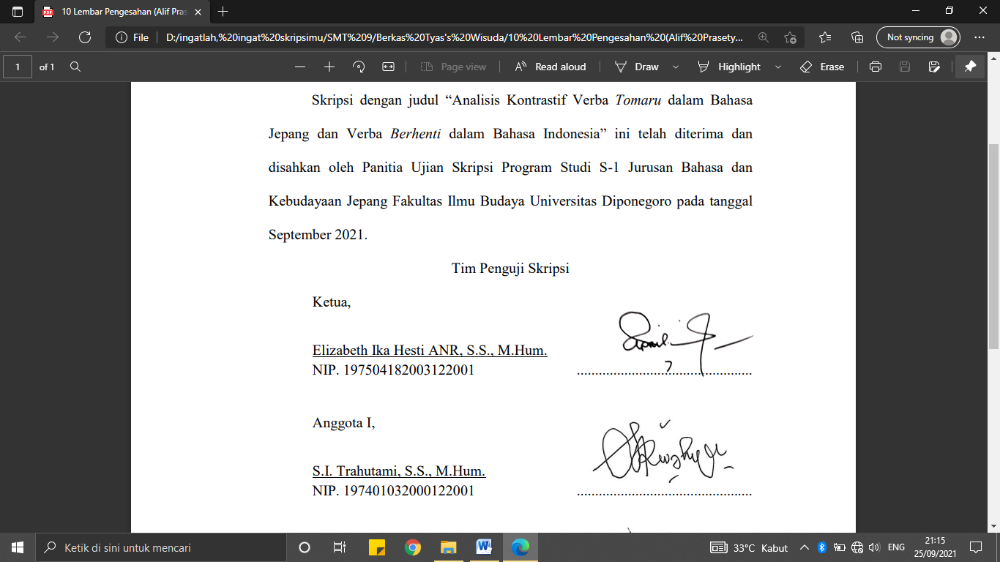 10 Lembar Pengesahan (Alif Pras
File
D:/ingatlah,%20ingat%20skripsimu/SMT%209/Berkas%20Tyas's%20Wisuda/10%20Lembar%20Pengesahan%20(Alif%20Prasety...
Not syncing
1 of 1
Page view
Read aloud
Draw
Highlight
Erase
Skripsi dengan judul “Analisis Kontrastif Verba Tomaru dalam Bahasa
Jepang dan Verba Berhenti dalam Bahasa Indonesia” ini telah diterima dan
disahkan oleh Panitia Ujian Skripsi Program Studi S-1 Jurusan Bahasa dan
Kebudayaan Jepang Fakultas Ilmu Budaya Universitas Diponegoro pada tanggal
September 2021.
Tim Penguji Skripsi
Ketua,
Elizabeth Ika Hesti ANR, S.S., M.Hum.
NIP. 197504182003122001 ................................................
Anggota I,
S.I. Trahutami, S.S., M.Hum.
NIP. 197401032000122001 ................................................
Ketik di sini untuk mencari
33°C Kabut
ENG
21:15
25/09/2021